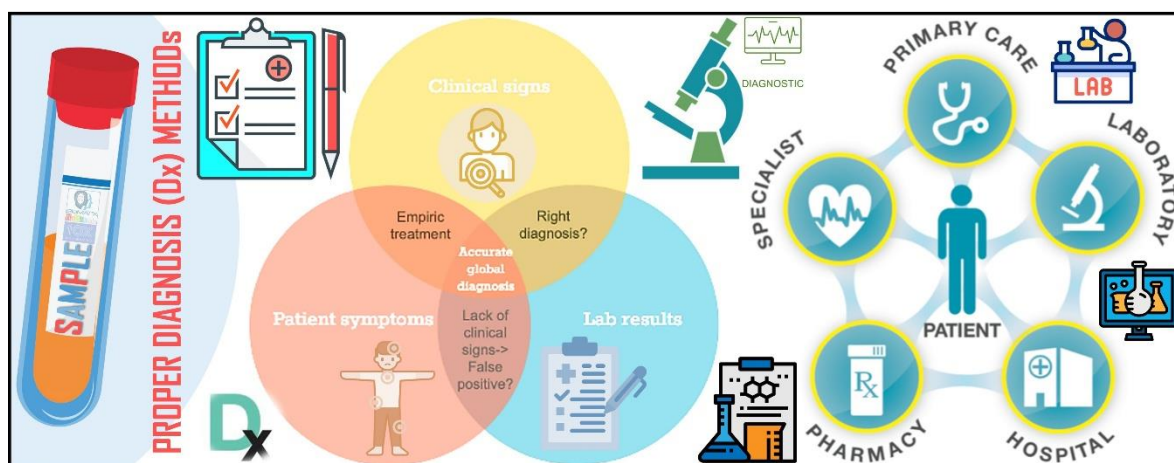 SAMPLE
PROPER DIAGNOSIS (Dx) METHODs
Clinical signs
Empiric
treatment
Right
diagnosis?
Accurate
global
diagnosis
Patient symptoms
Lab results
Lack of
clinical
signs->
False
positive?
Dx
DIAGNOSTIC
PRIMARY CARE
LAB
SPECIALIST
LABORATORY
PATIENT
Rx
PHARMACY
HOSPITAL